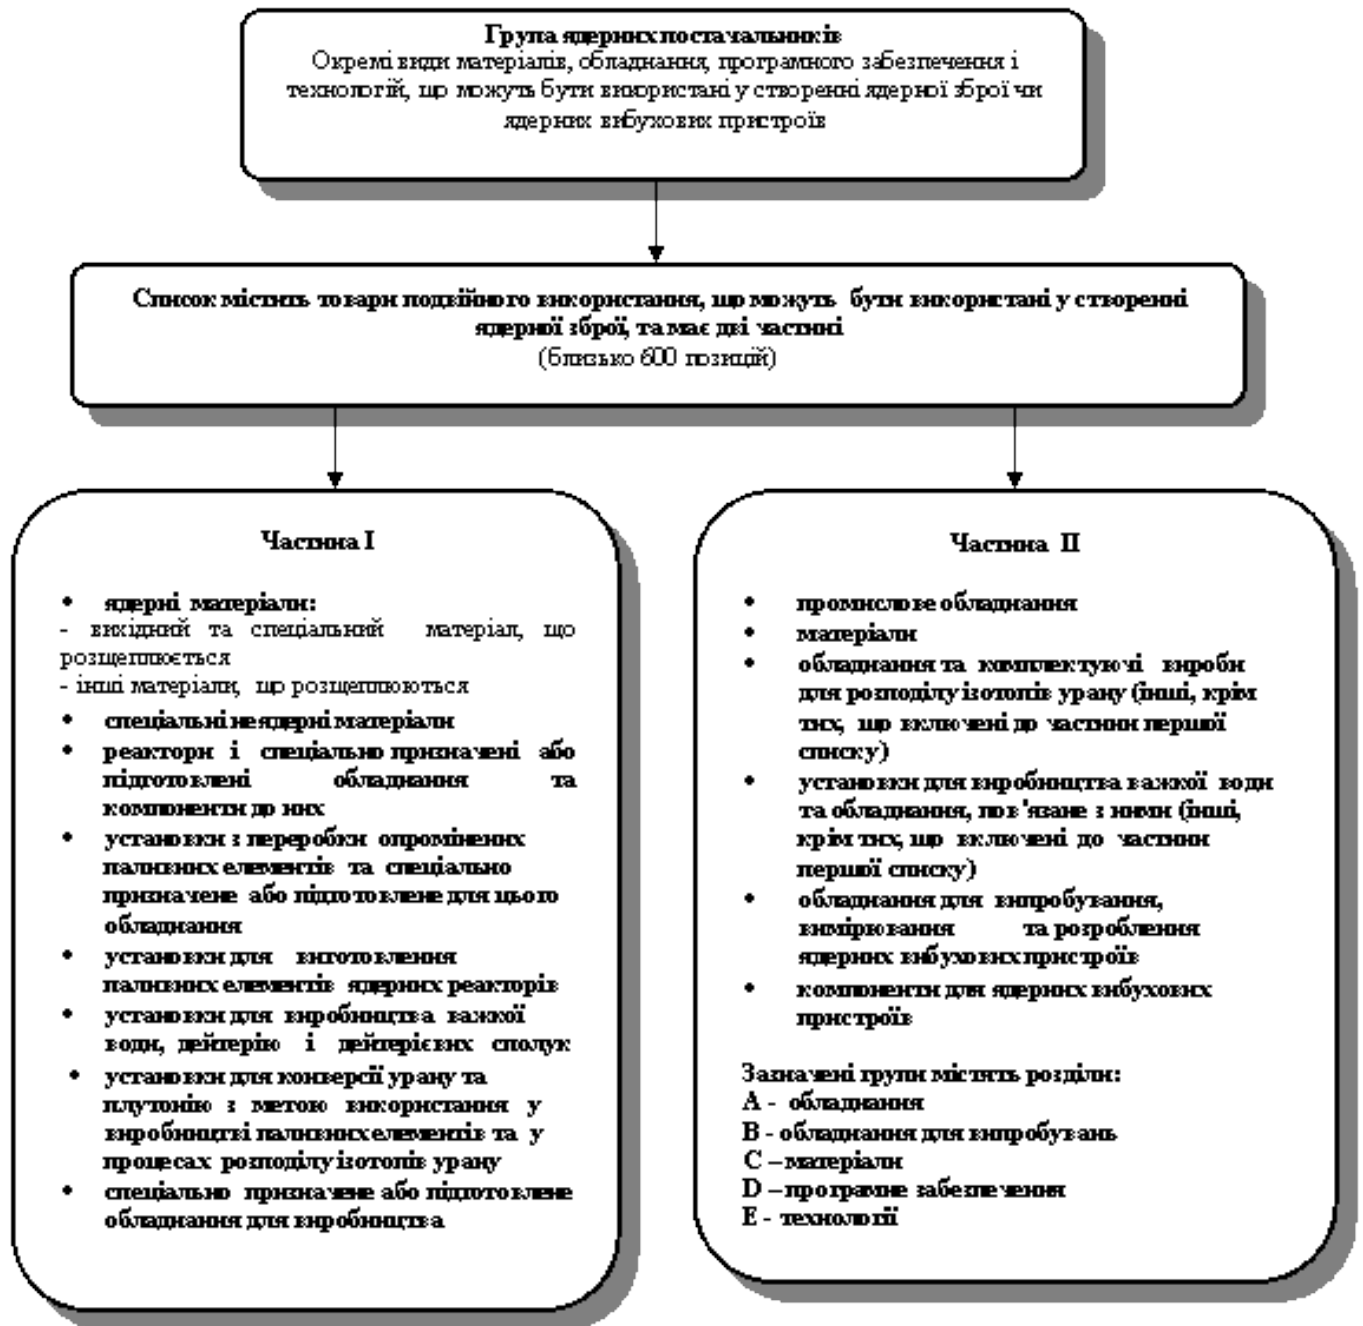 Група ядерних постачальників
Окремі види матеріалів, обладнання, програмного забезпечення і
технологій, що можуть бути використані у створенні ядерної зброї чи
ядерних вибухових пристроїв
Список містить товари подвійного використання, що можуть бути використані у створенні
ядерної зброї, та має дві частині
(близько 600 позицій)
Частина І
• ядерні матеріали:
- вихідний та спеціальний матеріал, що
розщеплюється
- інші матеріали, що розщеплюються
• спеціальні неядерні матеріали
• реактори і спеціально призначені або
підготовлені обладнання та
компоненти до них
• установки з переробки опромінених
паливних елементів та спеціально
призначене або підготовлене для цього
обладнання
• установки для виготовлення
паливних елементів ядерних реакторів
• установки для виробництва важкої
води, дейтерію і дейтерієвих сполук
• установки для конверсії урану та
плутонію з метою використання у
виробництві паливних елементів та у
процесах розподілу ізотопів урану
• спеціально призначене або підготовлене
обладнання для виробництва
Частина ІІ
• промислове обладнання
• матеріали
• обладнання та комплектуючі вироби
для розподілу ізотопів урану (інші, крім
тих, що включені до частини першої
списку)
• установки для виробництва важкої води
та обладнання, пов'язане з ними (інші,
крім тих, що включені до частини
першої списку)
• обладнання для випробування,
вимірювання та розроблення
ядерних вибухових пристроїв
• компоненти для ядерних вибухових
пристроїв
Зазначені групи містять розділи:
А - обладнання
В - обладнання для випробувань
С – матеріали
D – програмне забезпечення
Е - технології